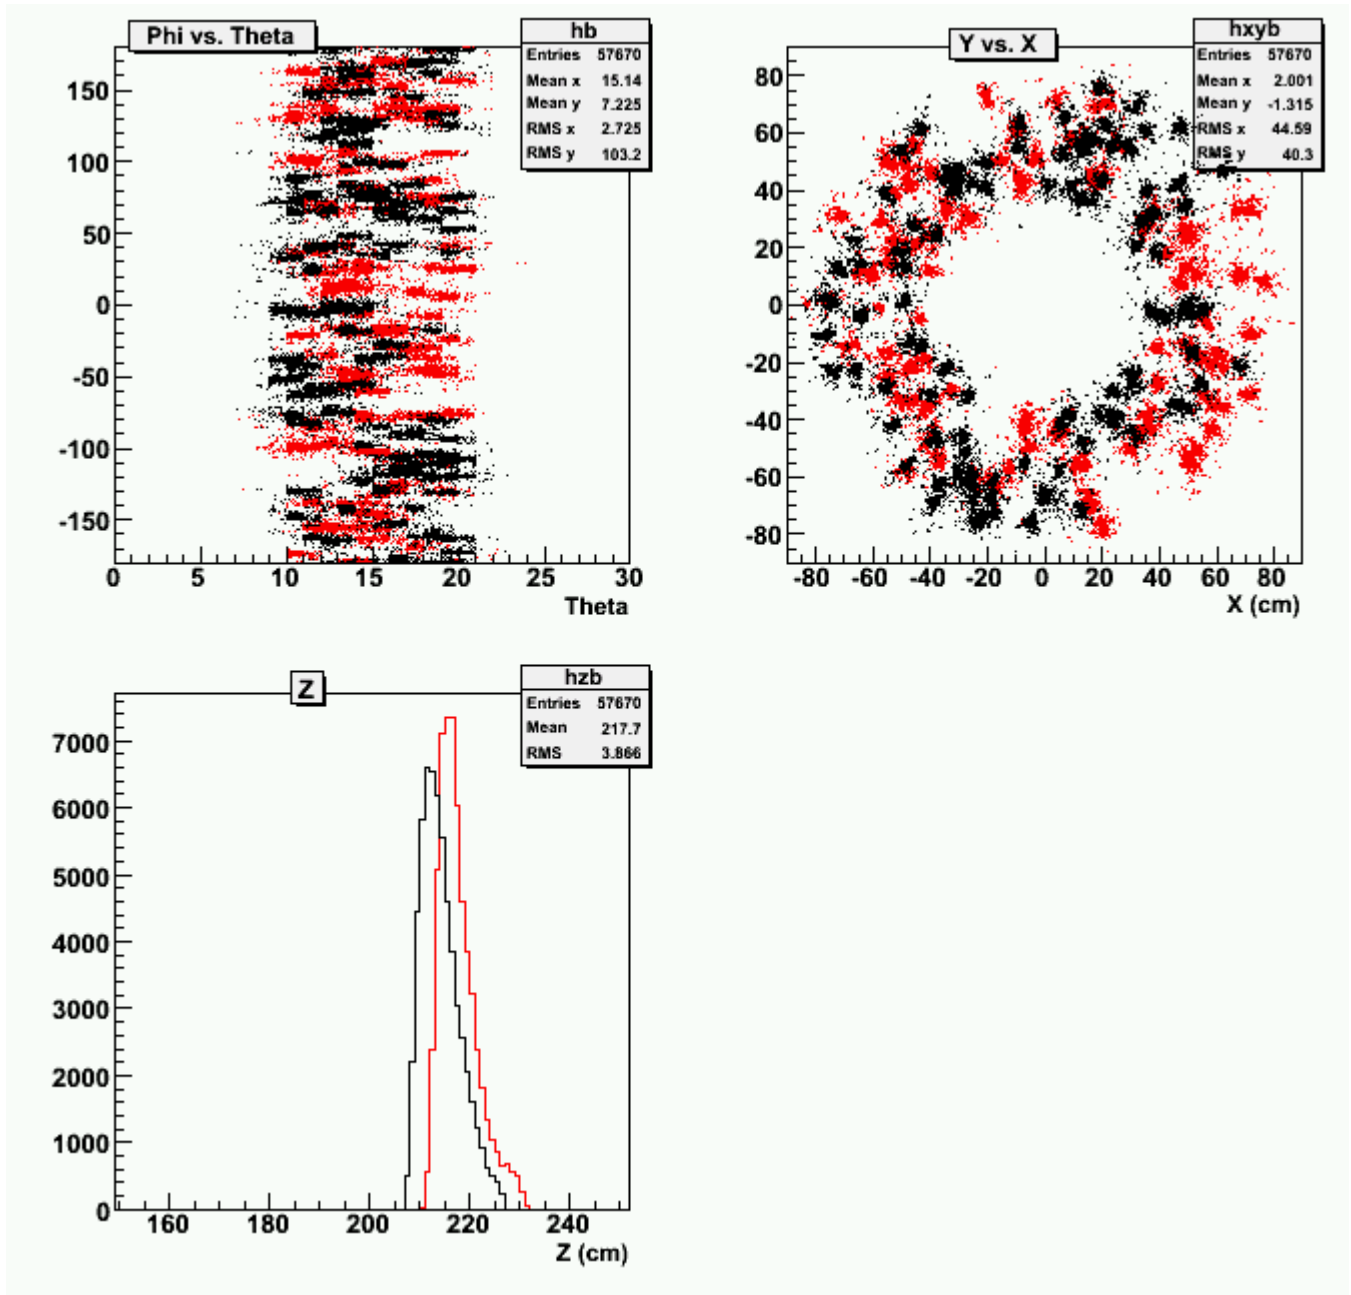 Phi vs. Theta
hb
Entries 57670
Mean x 15.14
Mean y 7.225
RMS x 2.725
RMS y 103.2
150
100
50
0
-50
-100
-150
0 5 10 15 20 25 30
Theta
Y vs. X
hxyb
Entries 57670
Mean x 2.001
Mean y -1.315
RMS x 44.59
RMS y 40.3
80
60
40
20
0
-20
-40
-60
-80
-80 -60 -40 -20 0 20 40 60 80
X (cm)
Z
hzb
Entries 57670
Mean 217.7
RMS 3.866
7000
6000
5000
4000
3000
2000
1000
0
160 180 200 220 240
Z (cm)